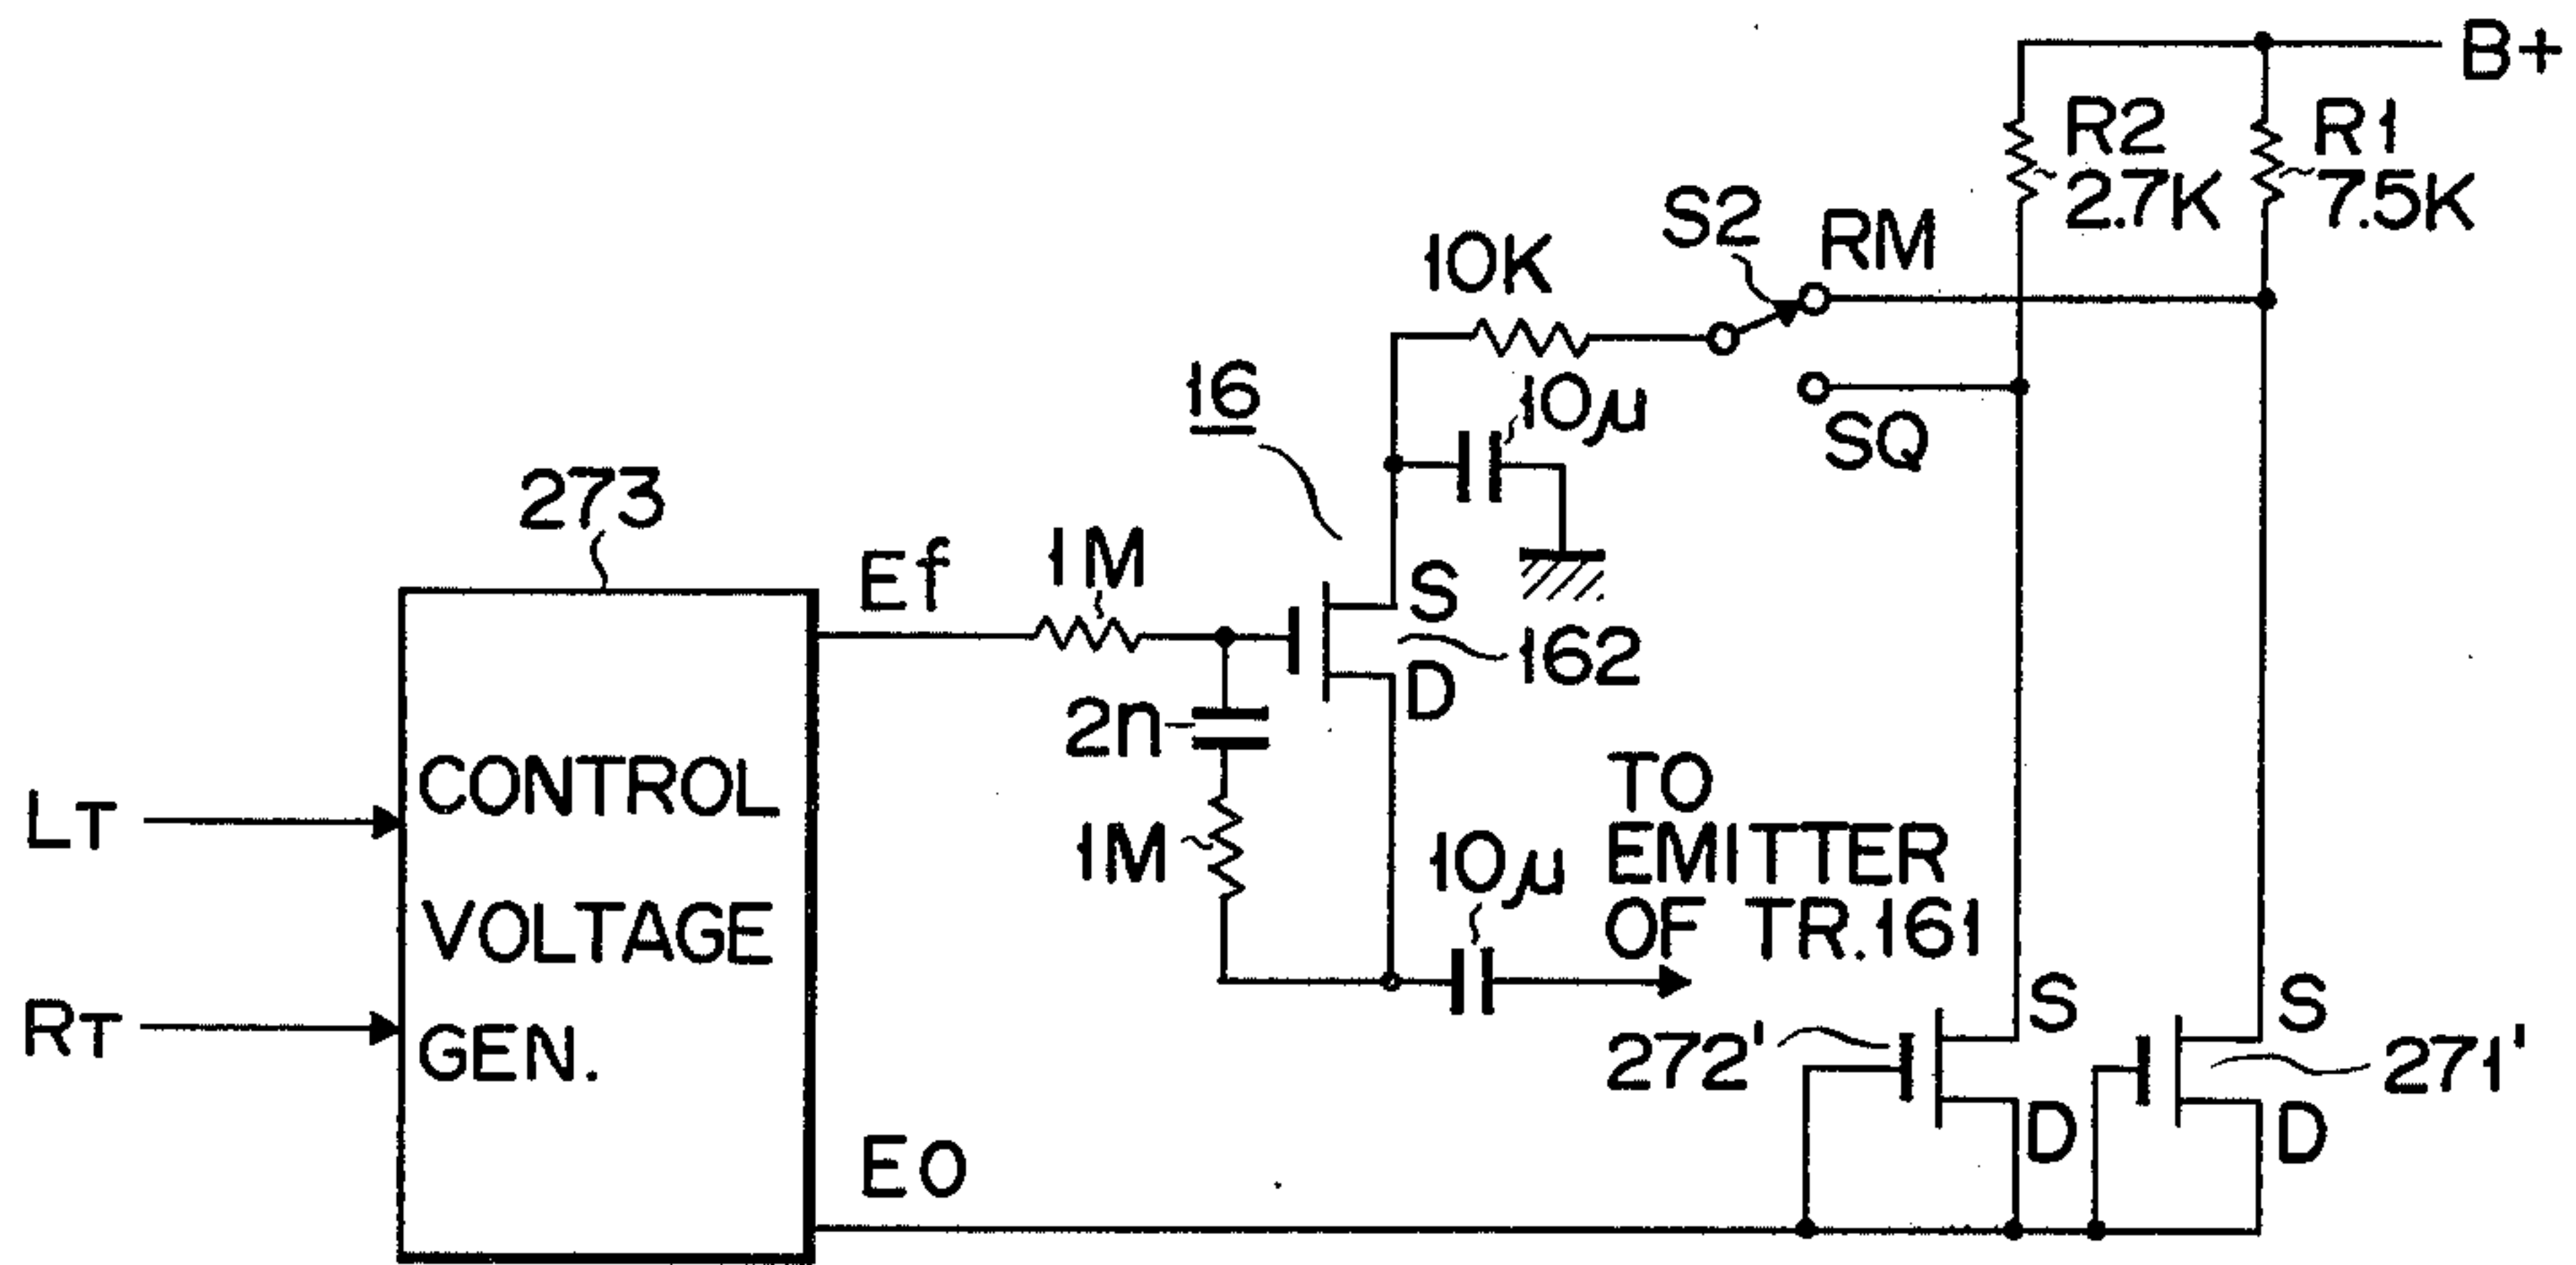 B+
R2
2.7K
R1
7.5K
S2
RM
10K
SQ
10μ
16
273
Ef
1M
S
162
D
2n
1M
10μ
TO
EMITTER
OF TR.161
LT
RT
CONTROL
VOLTAGE
GEN.
EO
272'
S
D
271'
S
D